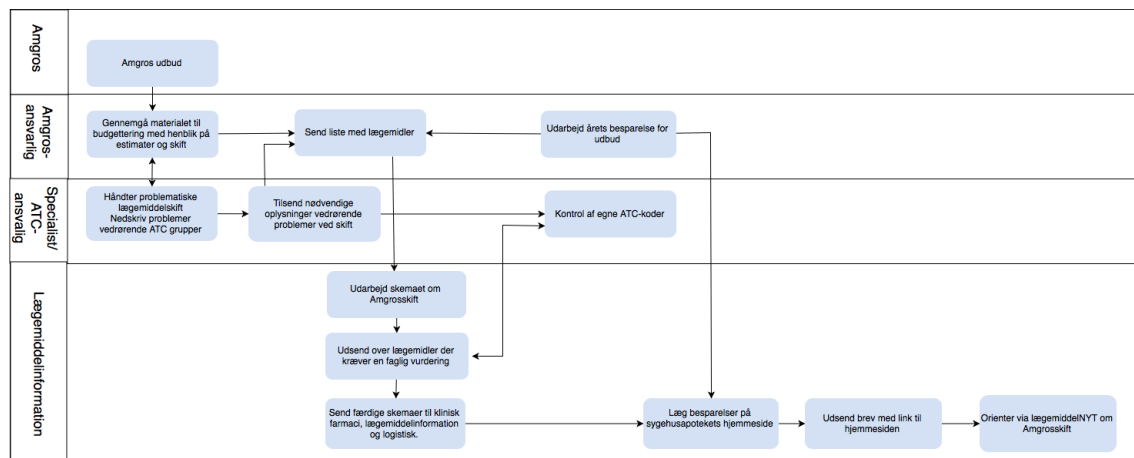 Amgros
Amgros udbud
Amgros-
ansvarlig
Gennemgå materialet til
budgettering med henblik på
estimater og skift
Send liste med lægemidler
Udarbejd årets besparelse for
udbud
Specialist/
ATC-
ansvalig
Håndter problematiske
lægemiddelskift
Nedskriv problemer
vedrørende ATC grupper
Tilsend nødvendige
oplysninger vedrørende
problemer ved skift
Kontrol af egne ATC-koder
Lægemiddelinformation
Udarbejd skemaet om
Amgrosskift
Udsend over lægemidler der
kræver en faglig vurdering
Send færdige skemaer til klinisk
farmaci, lægemiddelinformation
og logistisk.
Læg besparelser på
sygehusapotekets hjemmeside
Udsend brev med link til
hjemmesiden
Orienter via lægemiddelNYT om
Amgrosskift